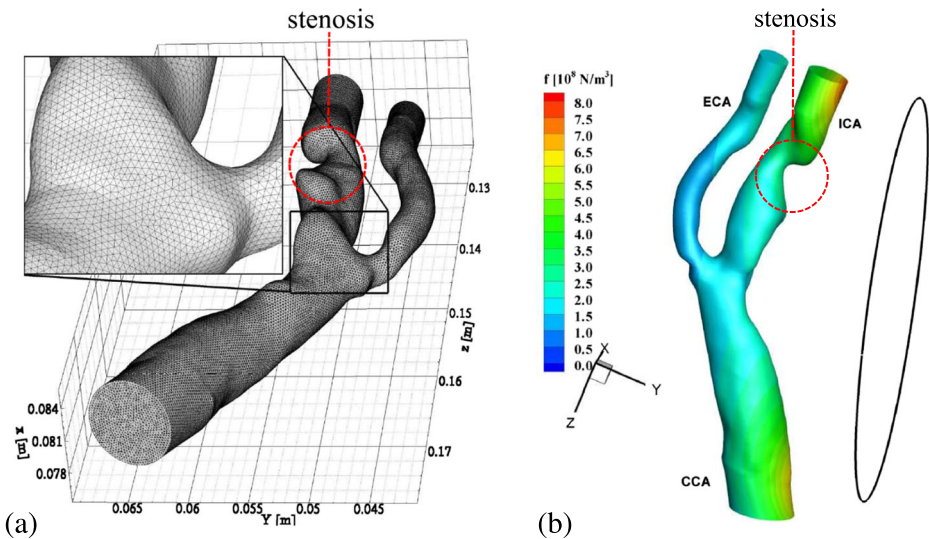 stenosis
0.13
0.14
0.15
z [m]
0.16
0.17
0.084
0.081
0.078
x [m]
0.065
0.06
0.055
0.05
0.045
Y [m]
(a)
stenosis
f [10⁸ N/m³]
8.0
7.5
6.5
6.0
5.5
5.0
4.5
4.0
3.5
3.0
2.5
2.0
1.5
1.0
0.5
0.0
ECA
ICA
X
Y
Z
CCA
(b)